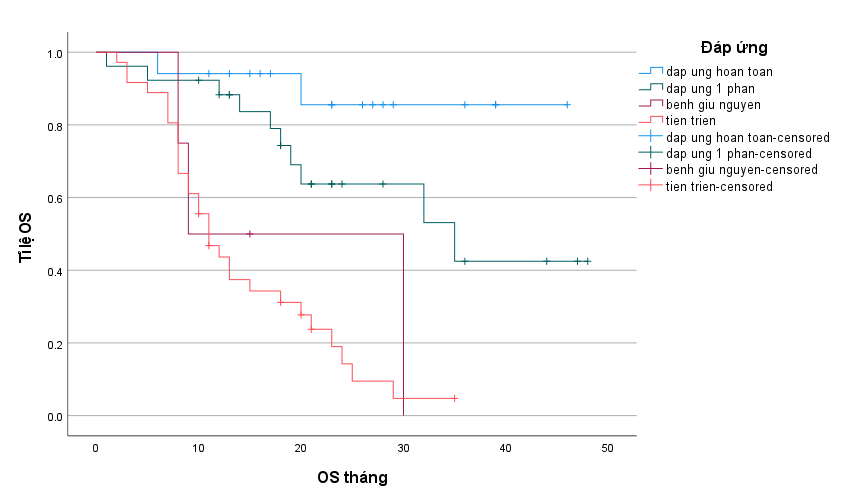 Đáp ứng
dap ung hoan toan
dap ung 1 phan
benh giu nguyen
tien trien
dap ung hoan toan-censored
dap ung 1 phan-censored
benh giu nguyen-censored
tien trien-censored
1.0
0.8
0.6
0.4
0.2
0.0
Tỉ lệ OS
0 10 20 30 40 50
OS tháng